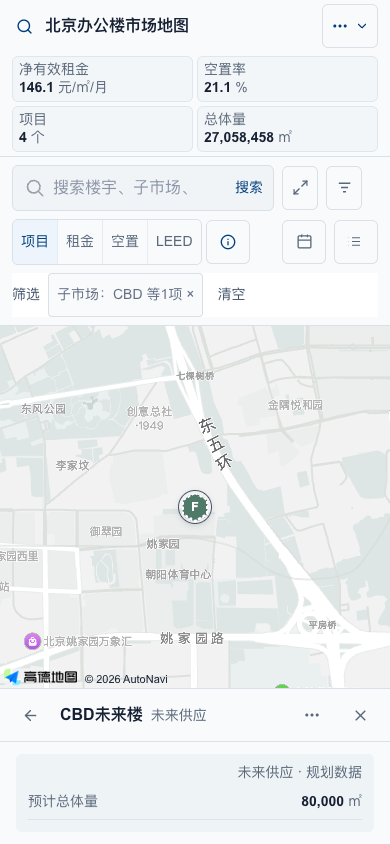 北京办公楼市场地图
净有效租金
146.1 元/㎡/月
空置率
21.1 %
项目
4 个
总体量
27,058,458 ㎡
搜索楼宇、子市场、
搜索
项目 租金 空置 LEED
筛选
子市场：CBD 等1项 ×
清空
七棵树桥
东风公园
创意总社
·1949
金隅悦和园
东五环
李家坟
F
御翠园
姚家园
家园西里
朝阳体育中心
站
平房桥
北京姚家园万象汇
姚家园路
高德地图 © 2026 AutoNavi
CBD未来楼 未来供应
未来供应 · 规划数据
预计总体量
80,000 ㎡